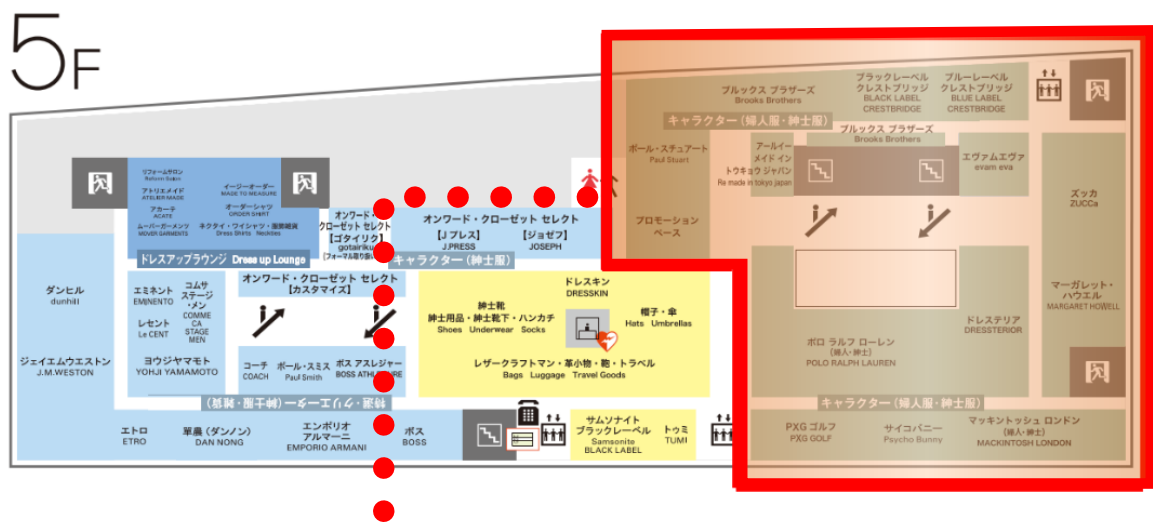 5F
リフォームサロン
Reform Salon
アトリエメイド
ATELIER MADE
アカーテ
ACATE
ムーバーガーメンツ
MOVER GARMENTS
イージーオーダー
MADE TO MEASURE
オーダーシャツ
ORDER SHIRT
ネクタイ・ワイシャツ・服飾雑貨
Dress Shirts Neckties
ドレスアップラウンジ Dress up Lounge
オンワード・
クローゼット セレクト
【ゴタイリク】
gotairiku
オンワード・クローゼット セレクト
【J プレス】
J.PRESS
【ジョゼフ】
JOSEPH
キャラクター（紳士服）
オンワード・クローゼット セレクト
【カスタマイズ】
ダンヒル
dunhill
ジェイエムウエストン
J.M.WESTON
エミネント
EMINENTO
レセント
Le CENT
コムサ
ステージ
・メン
COMME
CA
STAGE
MEN
ヨウジヤマモト
YOHJI YAMAMOTO
コーチ
COACH
ポール・スミス
Paul Smith
ボス アスレジャー
特選・クリエーター（紳士服・雑貨）
エトロ
ETRO
單農（ダンノン）
DAN NONG
エンポリオ
アルマーニ
EMPORIO ARMANI
ボス
BOSS
ドレスキン
DRESSKIN
紳士靴
紳士用品・紳士靴下・ハンカチ
Shoes Underwear Socks
帽子・傘
Hats Umbrellas
レザークラフトマン・革小物・鞄・トラベル
Bags Luggage Travel Goods
サムソナイト
ブラックレーベル
Samsonite
BLACK LABEL
トゥミ
TUMI
ブルックス ブラザーズ
Brooks Brothers
ブラックレーベル
クレストブリッジ
BLACK LABEL
CRESTBRIDGE
ブルーレーベル
クレストブリッジ
BLUE LABEL
CRESTBRIDGE
キャラクター（婦人服・紳士服）
ブルックス ブラザーズ
Brooks Brothers
ポール・スチュアート
Paul Stuart
アールイー
メイド イン
トウキョウ ジャパン
Re made in tokyo japan
エヴァムエヴァ
evam eva
ズッカ
ZUCCa
プロモーション
ベース
マーガレット・
ハウエル
MARGARET HOWELL
ドレステリア
DRESSTERIOR
ポロ ラルフ ローレン
（婦人・紳士）
POLO RALPH LAUREN
キャラクター（婦人服・紳士服）
PXG ゴルフ
PXG GOLF
サイコバニー
Psycho Bunny
マッキントッシュ ロンドン
（婦人・紳士）
MACKINTOSH LONDON